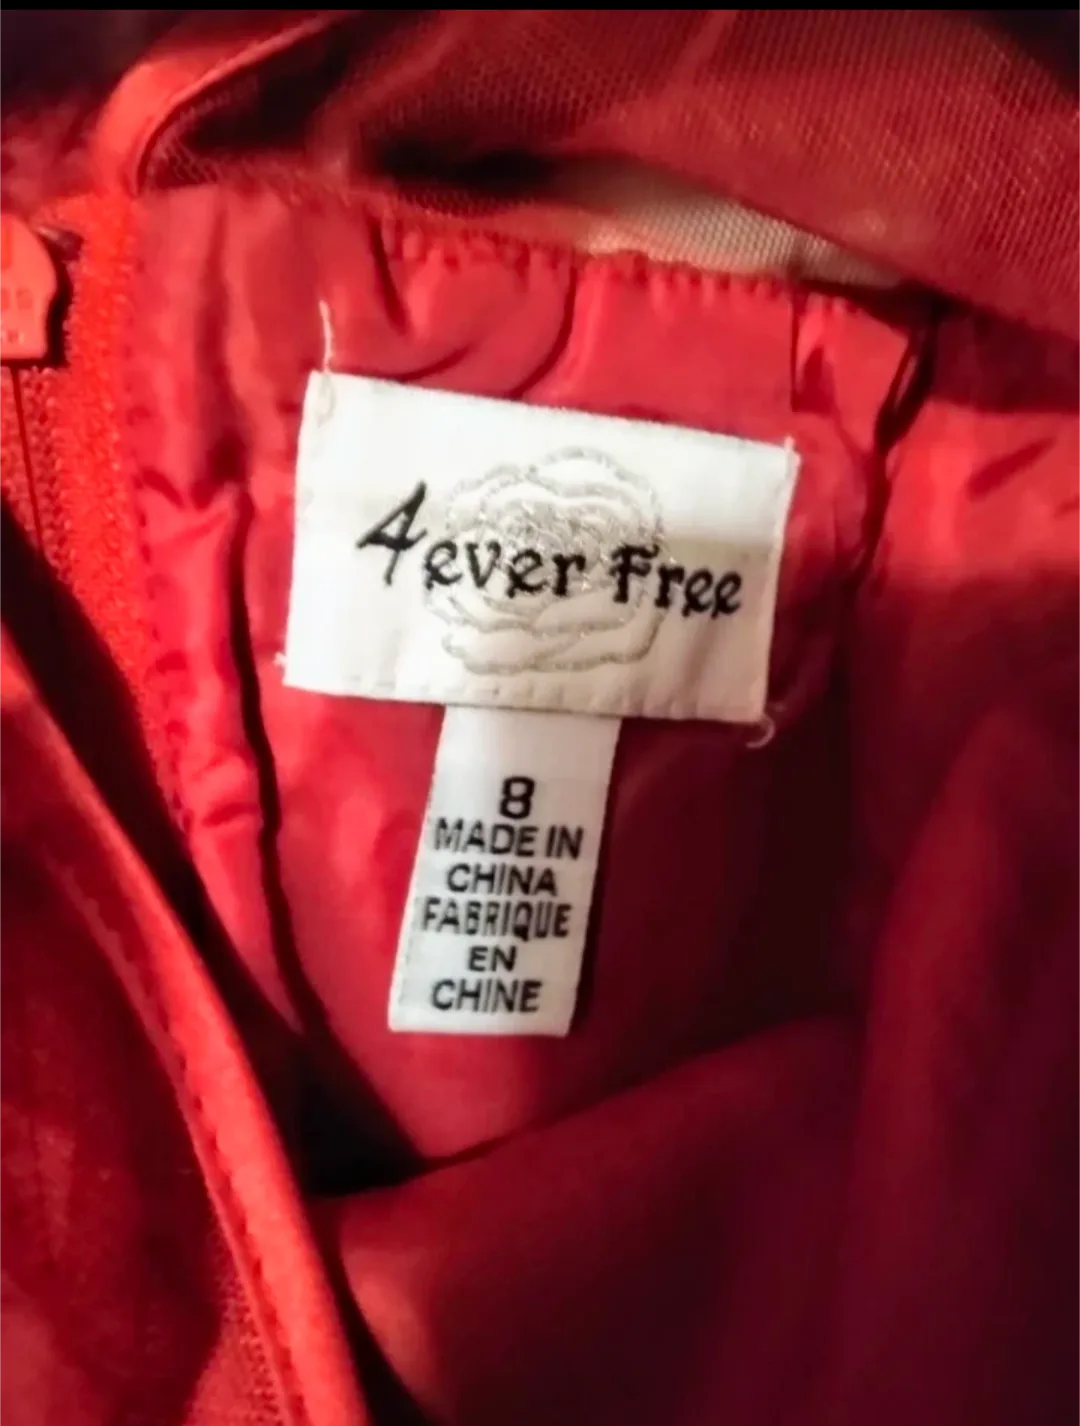 4ever Free
8
MADE IN
CHINA
FABRIQUE
EN
CHINE